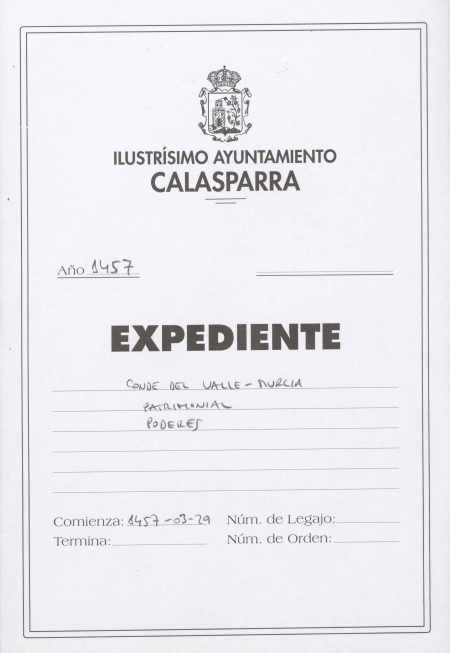 ILUSTRÍSIMO AYUNTAMIENTO
CALASPARRA
Año 1457
EXPEDIENTE
CONDE DEL VALLE - MURCIA
PATRIMONIAL
PODERES
Comienza: 1457-03-29 Núm. de Legajo:
Termina: Núm. de Orden: